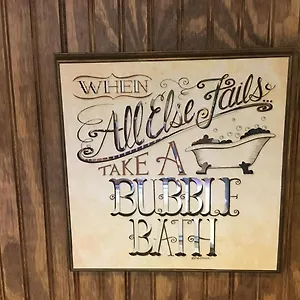 WHEN
All Else Fails...
TAKE A
BUBBLE
BATH